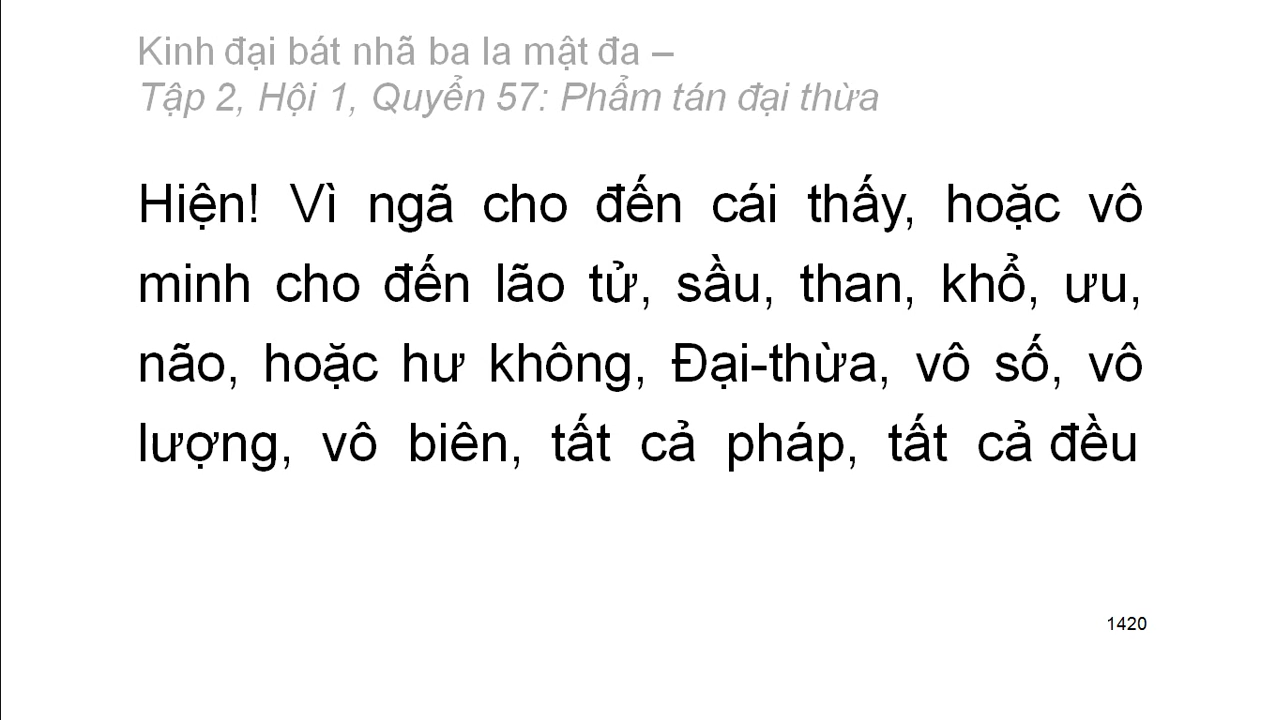 Kinh đại bát nhã ba la mật đa –
Tập 2, Hội 1, Quyển 57: Phẩm tán đại thừa
Hiện! Vì ngã cho đến cái thấy, hoặc vô
minh cho đến lão tử, sầu, than, khổ, ưu,
não, hoặc hư không, Đại-thừa, vô số, vô
lượng, vô biên, tất cả pháp, tất cả đều
1420